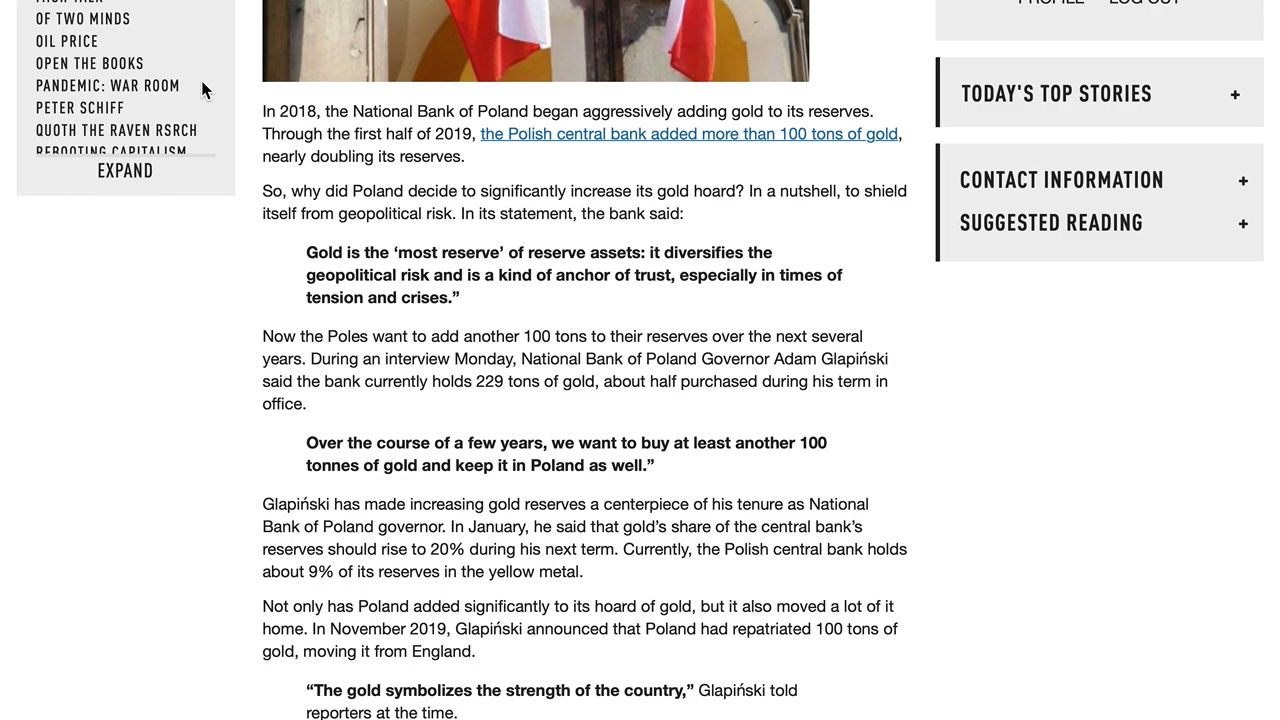 OF TWO MINDS
OIL PRICE
OPEN THE BOOKS
PANDEMIC: WAR ROOM
PETER SCHIFF
QUOTH THE RAVEN RSRCH
REBOOTING CAPITALISM
EXPAND
In 2018, the National Bank of Poland began aggressively adding gold to its reserves.
Through the first half of 2019, the Polish central bank added more than 100 tons of gold,
nearly doubling its reserves.
So, why did Poland decide to significantly increase its gold hoard? In a nutshell, to shield
itself from geopolitical risk. In its statement, the bank said:
Gold is the ‘most reserve’ of reserve assets: it diversifies the
geopolitical risk and is a kind of anchor of trust, especially in times of
tension and crises.”
Now the Poles want to add another 100 tons to their reserves over the next several
years. During an interview Monday, National Bank of Poland Governor Adam Glapiński
said the bank currently holds 229 tons of gold, about half purchased during his term in
office.
Over the course of a few years, we want to buy at least another 100
tonnes of gold and keep it in Poland as well.”
Glapiński has made increasing gold reserves a centerpiece of his tenure as National
Bank of Poland governor. In January, he said that gold’s share of the central bank’s
reserves should rise to 20% during his next term. Currently, the Polish central bank holds
about 9% of its reserves in the yellow metal.
Not only has Poland added significantly to its hoard of gold, but it also moved a lot of it
home. In November 2019, Glapiński announced that Poland had repatriated 100 tons of
gold, moving it from England.
“The gold symbolizes the strength of the country,” Glapiński told
reporters at the time.
PROFILE LOG OUT
TODAY'S TOP STORIES +
CONTACT INFORMATION +
SUGGESTED READING +